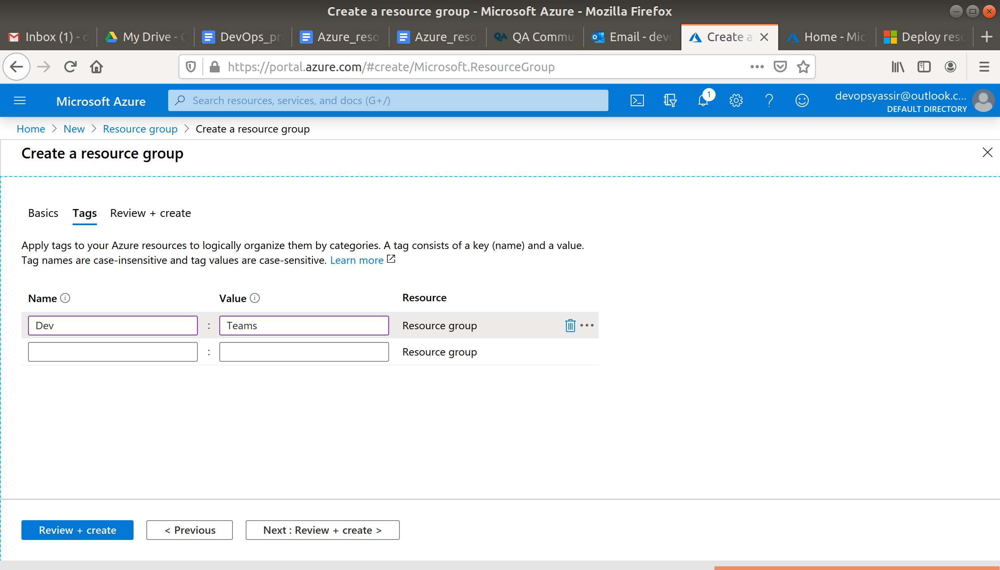 Create a resource group - Microsoft Azure - Mozilla Firefox
Inbox (1) - My Drive - DevOps_pr Azure_reso Azure_reso QA Commu Email - devo Create a Home - Mic Deploy reso
https://portal.azure.com/#create/Microsoft.ResourceGroup
Microsoft Azure Search resources, services, and docs (G+/) 1 devopsyassir@outlook.c...
DEFAULT DIRECTORY
Home > New > Resource group > Create a resource group
Create a resource group
Basics Tags Review + create
Apply tags to your Azure resources to logically organize them by categories. A tag consists of a key (name) and a value.
Tag names are case-insensitive and tag values are case-sensitive. Learn more
Name Value Resource
Dev : Teams Resource group
: Resource group
Review + create < Previous Next : Review + create >